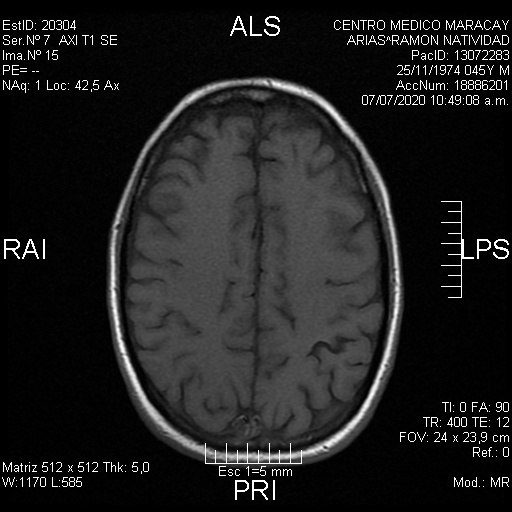 EstID: 20304
Ser.Nº 7 AXI T1 SE
Ima.Nº 15
PE= --
NAq: 1 Loc: 42,5 Ax
ALS
CENTRO MEDICO MARACAY
ARIAS^RAMON NATIVIDAD
PacID: 13072283
25/11/1974 045Y M
AccNum: 18886201
07/07/2020 10:49:08 a.m.
RAI
LPS
TI: 0 FA: 90
TR: 400 TE: 12
FOV: 24 x 23,9 cm
Ref.: 0
Matriz 512 x 512 Thk: 5,0
W:1170 L:585
Esc 1=5 mm
PRI
Mod.: MR